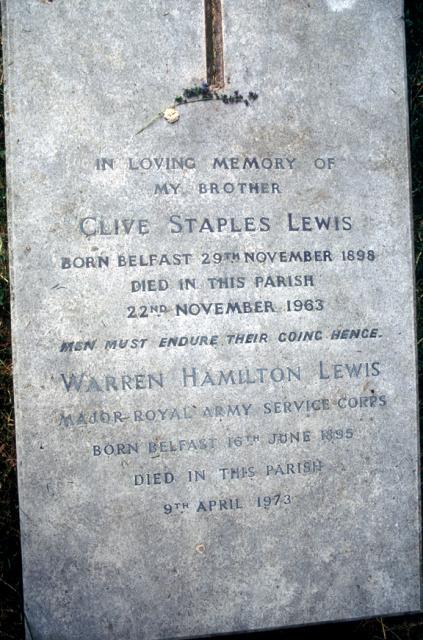 IN LOVING MEMORY OF
MY BROTHER
CLIVE STAPLES LEWIS
BORN BELFAST 29TH NOVEMBER 1898
DIED IN THIS PARISH
22ND NOVEMBER 1963
MEN MUST ENDURE THEIR GOING HENCE.
WARREN HAMILTON LEWIS
MAJOR·ROYAL ARMY SERVICE CORPS
BORN BELFAST 16TH JUNE 1895
DIED IN THIS PARISH
9TH APRIL 1973